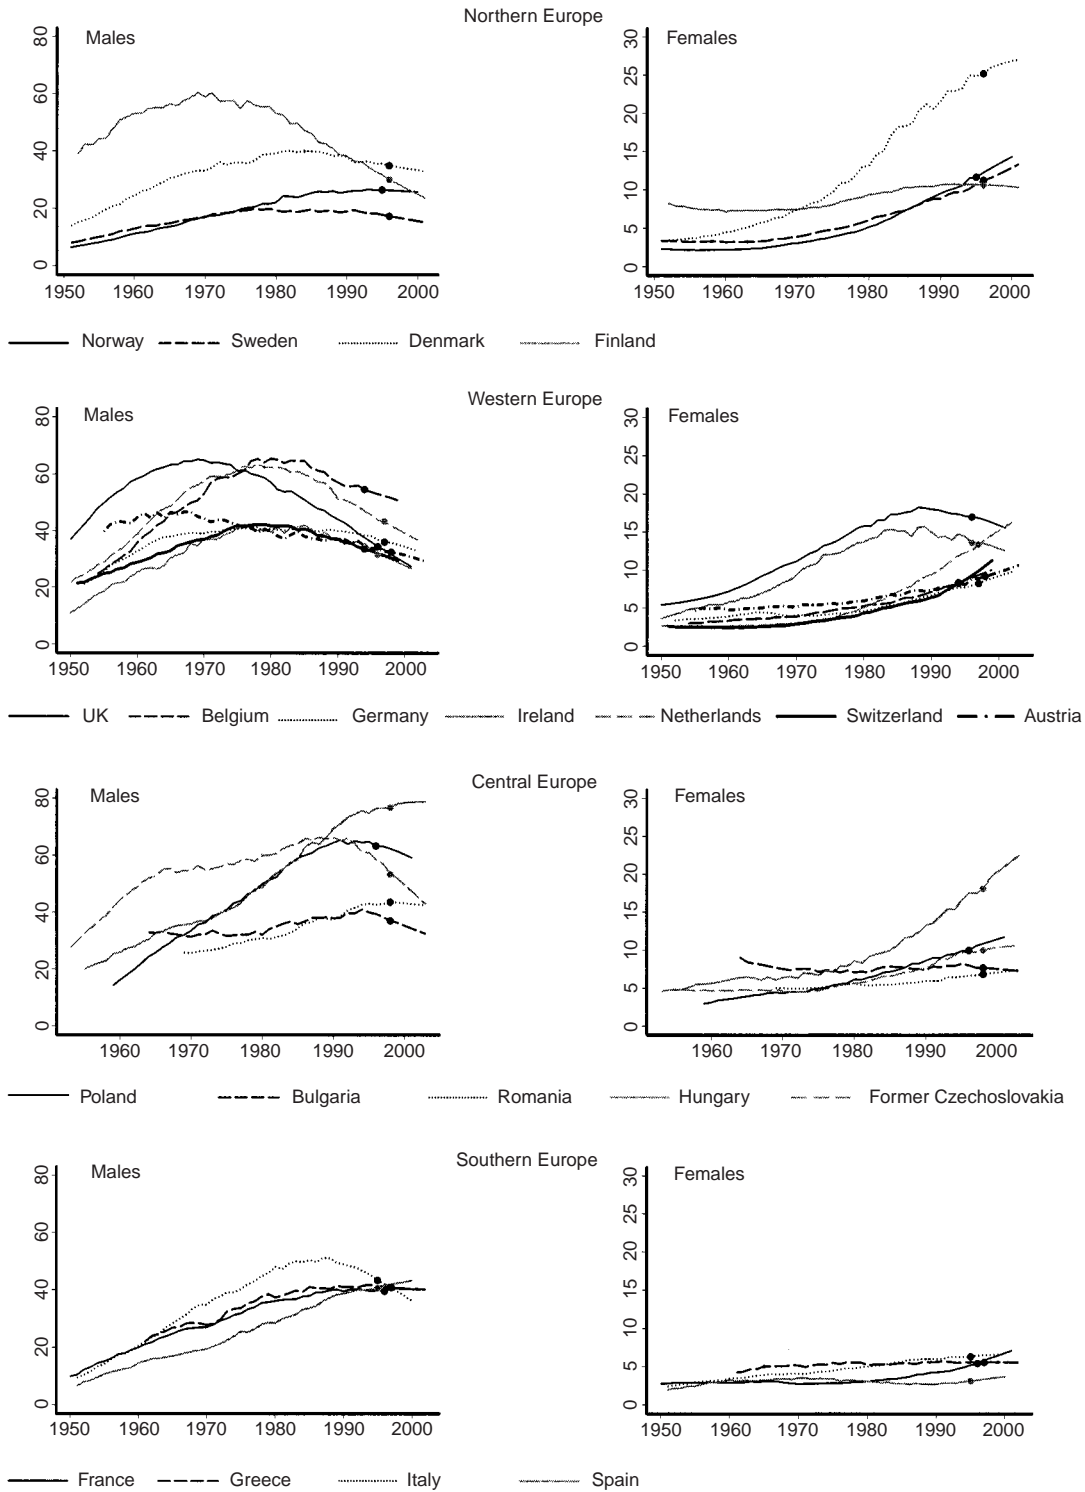 Northern Europe
Males
Females
80
60
40
20
0
1950 1960 1970 1980 1990 2000
30
25
20
15
10
5
0
1950 1960 1970 1980 1990 2000
Norway Sweden Denmark Finland
Western Europe
Males
Females
80
60
40
20
0
1950 1960 1970 1980 1990 2000
30
25
20
15
10
5
0
1950 1960 1970 1980 1990 2000
UK Belgium Germany Ireland Netherlands Switzerland Austria
Central Europe
Males
Females
80
60
40
20
0
1960 1970 1980 1990 2000
30
25
20
15
10
5
0
1960 1970 1980 1990 2000
Poland Bulgaria Romania Hungary Former Czechoslovakia
Southern Europe
Males
Females
80
60
40
20
0
1950 1960 1970 1980 1990 2000
30
25
20
15
10
5
0
1950 1960 1970 1980 1990 2000
France Greece Italy Spain